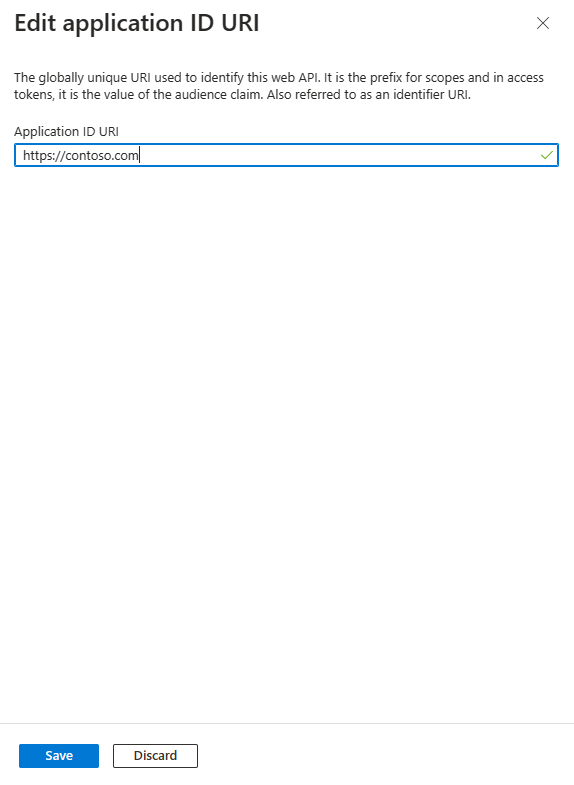 Edit application ID URI
The globally unique URI used to identify this web API. It is the prefix for scopes and in access
tokens, it is the value of the audience claim. Also referred to as an identifier URI.
Application ID URI
https://contoso.com
Save Discard